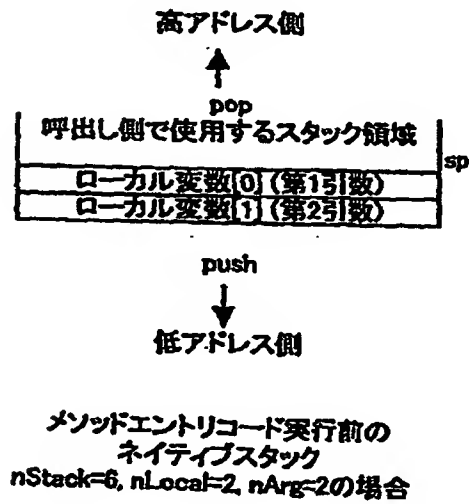 高アドレス側
pop
呼出し側で使用するスタック領域
sp
ローカル変数[0] (第1引数)
ローカル変数[1] (第2引数)
push
低アドレス側
メソッドエントリコード実行前の
ネイティブスタック
nStack=6, nLocal=2, nArg=2の場合